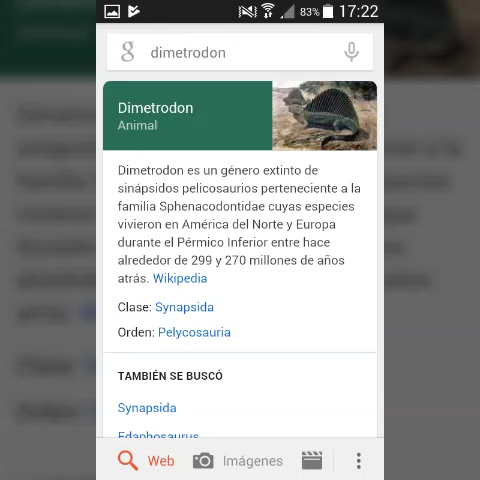 83% 17:22
g dimetrodon
Dimetrodon
Animal
Dimetrodon es un género extinto de
sinápsidos pelicosaurios perteneciente a la
familia Sphenacodontidae cuyas especies
vivieron en América del Norte y Europa
durante el Pérmico Inferior entre hace
alrededor de 299 y 270 millones de años
atrás. Wikipedia
Clase: Synapsida
Orden: Pelycosauria
TAMBIÉN SE BUSCÓ
Synapsida
Edaphosaurus
Web Imágenes